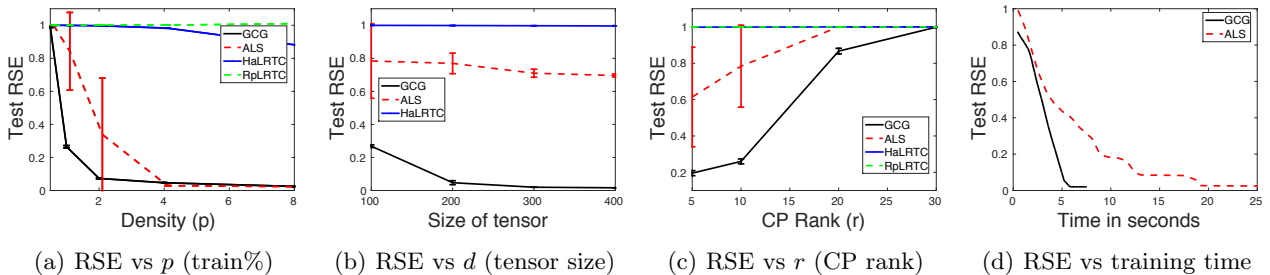 Test RSE
1
0.8
0.6
0.4
0.2
0
2
4
6
8
Density (p)
GCG
ALS
HaLRTC
RpLRTC
(a) RSE vs p (train%)
Test RSE
1
0.8
0.6
0.4
0.2
0
100
200
300
400
Size of tensor
GCG
ALS
HaLRTC
(b) RSE vs d (tensor size)
Test RSE
1
0.8
0.6
0.4
0.2
5
10
15
20
25
30
CP Rank (r)
GCG
ALS
HaLRTC
RpLRTC
(c) RSE vs r (CP rank)
Test RSE
1
0.8
0.6
0.4
0.2
0
0
5
10
15
20
25
Time in seconds
GCG
ALS
(d) RSE vs training time